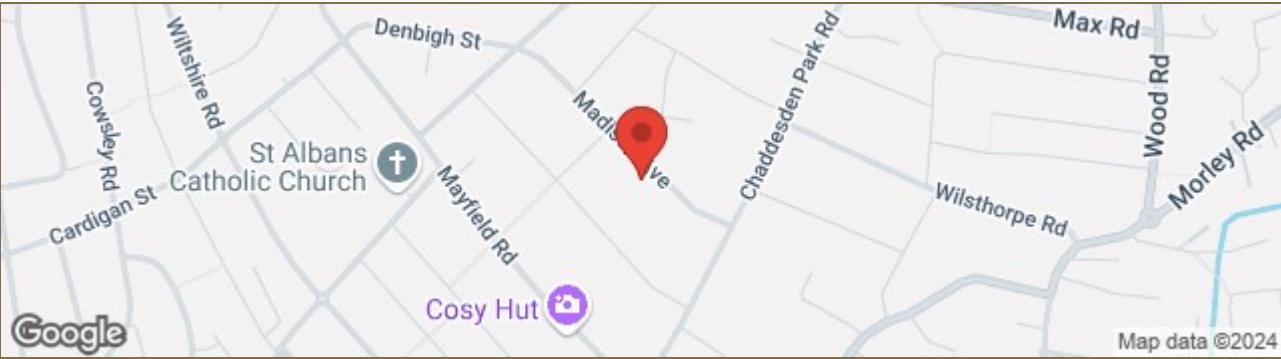 Max Rd
Denbigh St
Wiltshire Rd
Cowsley Rd
Chaddesden Park Rd
Wood Rd
Morley Rd
St Albans
Catholic Church
Mayfield Rd
Cardigan St
Wilsthorpe Rd
Cosy Hut
Google
Map data ©2024